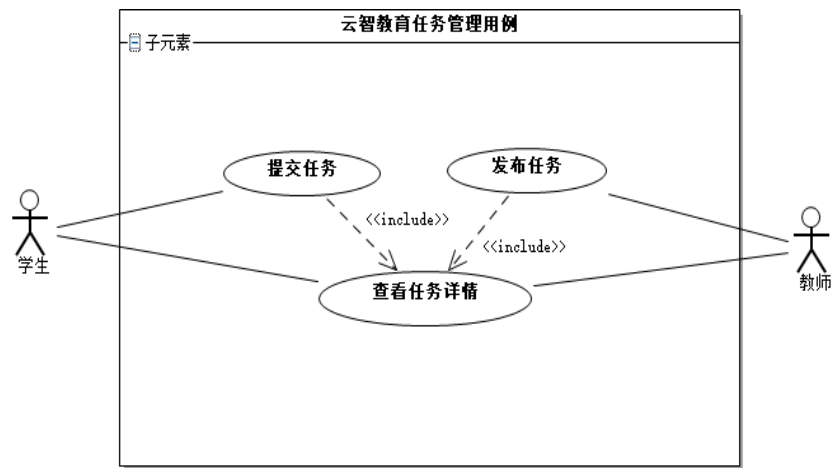 云智教育任务管理用例
子元素
提交任务
发布任务
<<include>>
<<include>>
学生
查看任务详情
教师